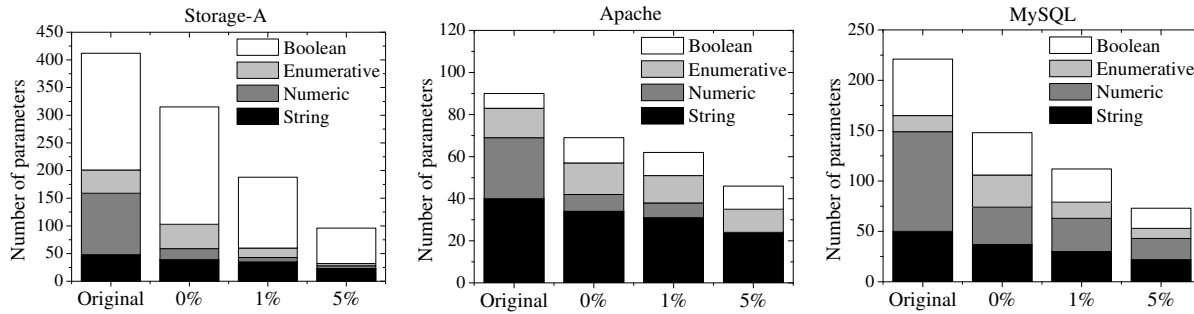 Storage-A
Number of parameters
450
400
350
300
250
200
150
100
50
0
Boolean
Enumerative
Numeric
String
Original 0% 1% 5%
Apache
Number of parameters
120
100
80
60
40
20
0
Boolean
Enumerative
Numeric
String
Original 0% 1% 5%
MySQL
Number of parameters
250
200
150
100
50
0
Boolean
Enumerative
Numeric
String
Original 0% 1% 5%